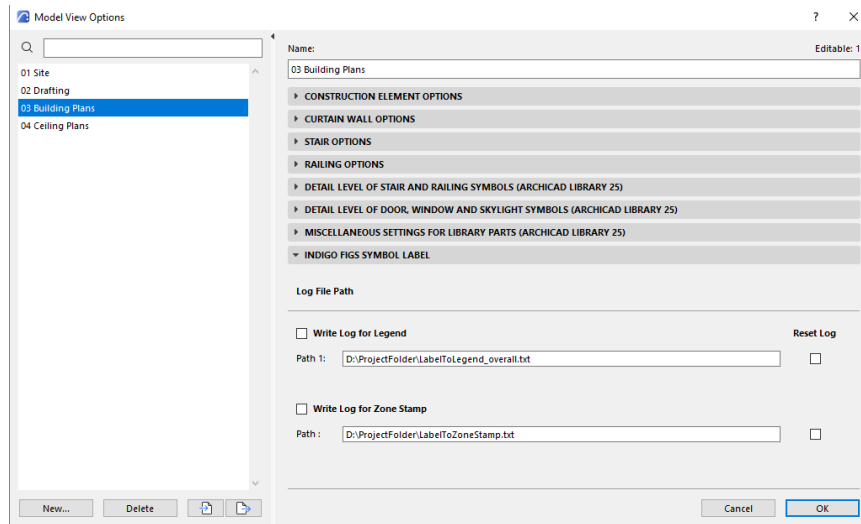 Model View Options
? X
01 Site
02 Drafting
03 Building Plans
04 Ceiling Plans
New...
Delete
Name:
Editable: 1
03 Building Plans
CONSTRUCTION ELEMENT OPTIONS
CURTAIN WALL OPTIONS
STAIR OPTIONS
RAILING OPTIONS
DETAIL LEVEL OF STAIR AND RAILING SYMBOLS (ARCHICAD LIBRARY 25)
DETAIL LEVEL OF DOOR, WINDOW AND SKYLIGHT SYMBOLS (ARCHICAD LIBRARY 25)
MISCELLANEOUS SETTINGS FOR LIBRARY PARTS (ARCHICAD LIBRARY 25)
INDIGO FIGS SYMBOL LABEL
Log File Path
Write Log for Legend
Reset Log
Path 1: D:\ProjectFolder\LabelToLegend_overall.txt
Write Log for Zone Stamp
Path : D:\ProjectFolder\LabelToZoneStamp.txt
Cancel
OK